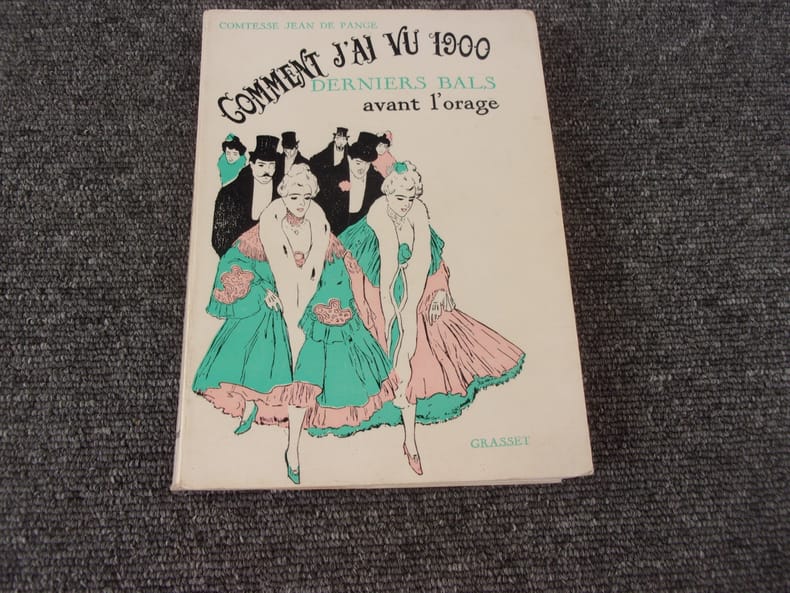 COMTESSE JEAN DE PANGE
COMMENT J'AI VU 1900
DERNIERS BALS
avant l'orage
GRASSET